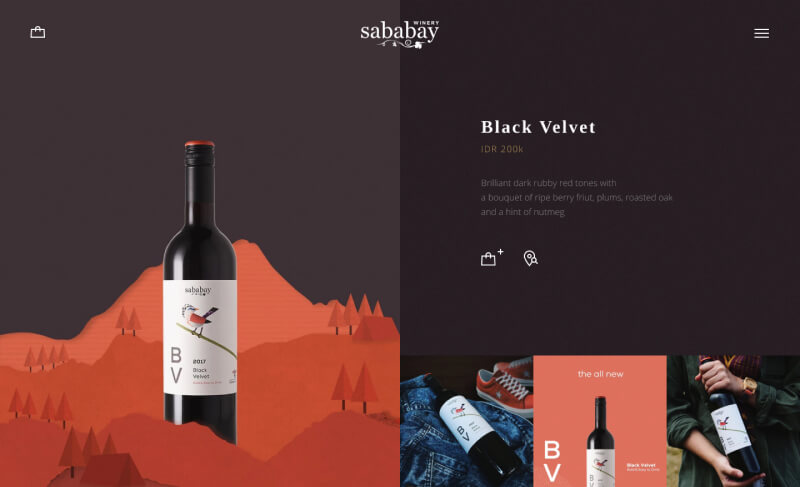 WINERY
sababay
Black Velvet
IDR 200k
Brilliant dark rubby red tones with
a bouquet of ripe berry friut, plums, roasted oak
and a hint of nutmeg
sababay
B
V
2017
Black
Velvet
the all new
B
V
Black Velvet
B
V
B
V